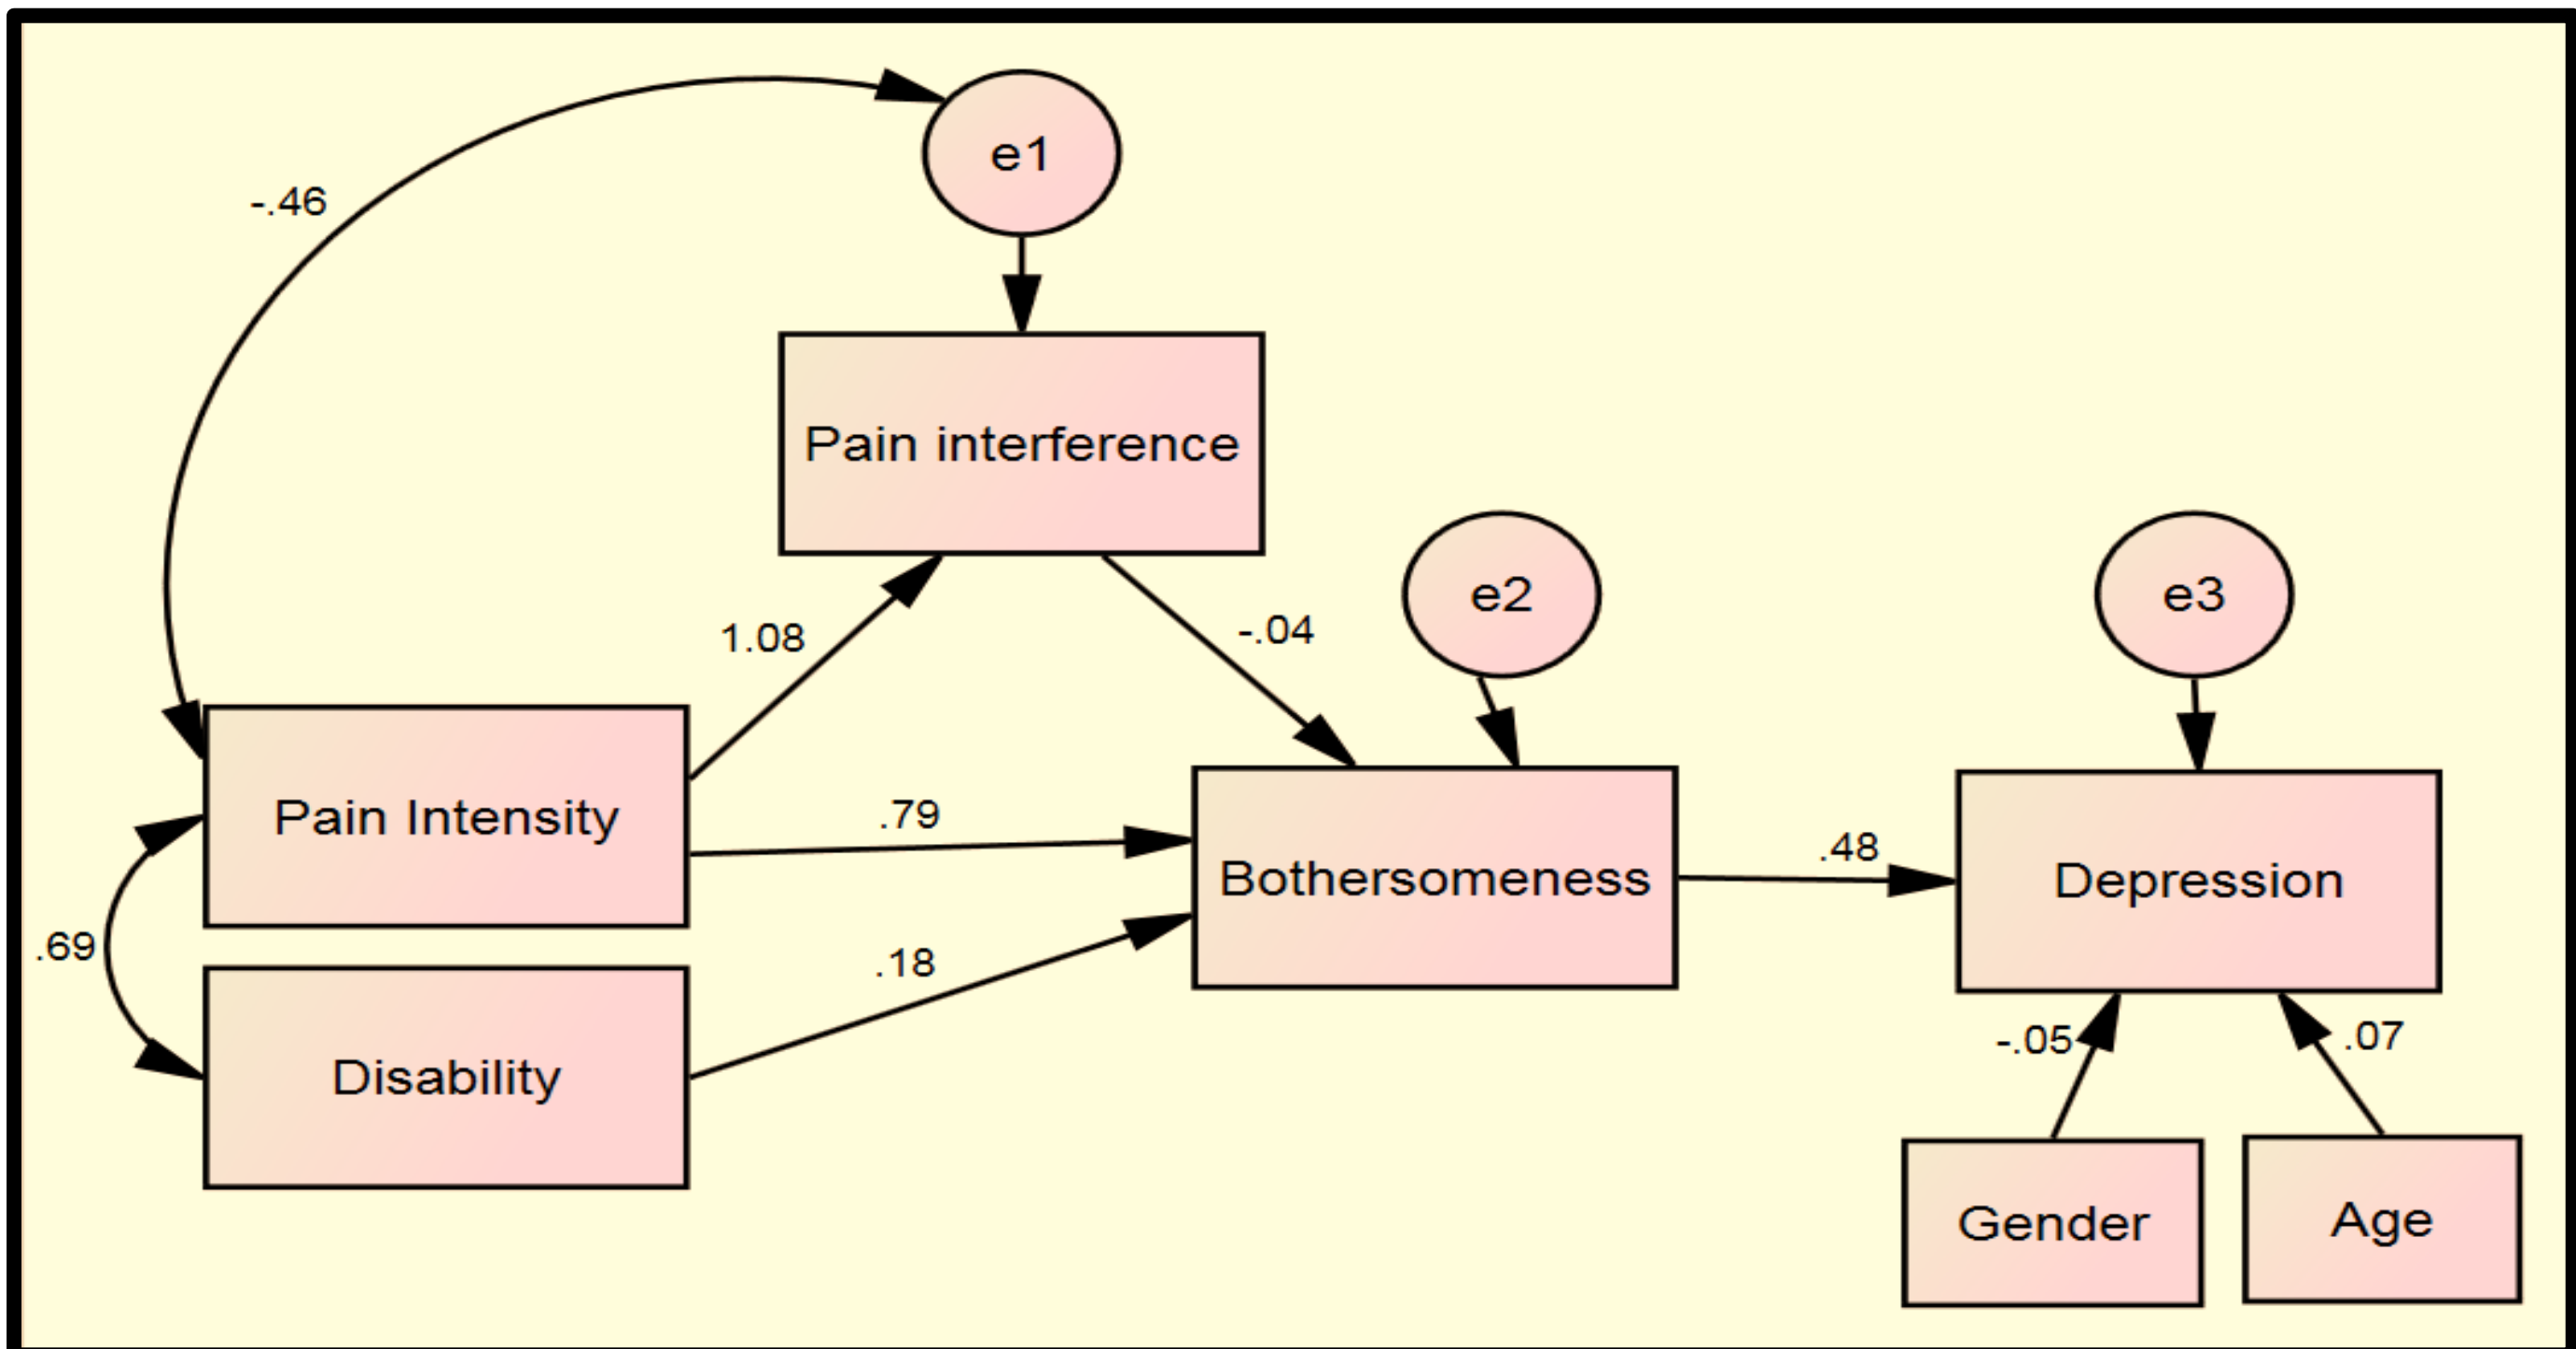 e1
-.46
Pain interference
e2
e3
1.08
-.04
Pain Intensity
.79
Bothersomeness
.48
Depression
.69
.18
Disability
-.05
.07
Gender
Age